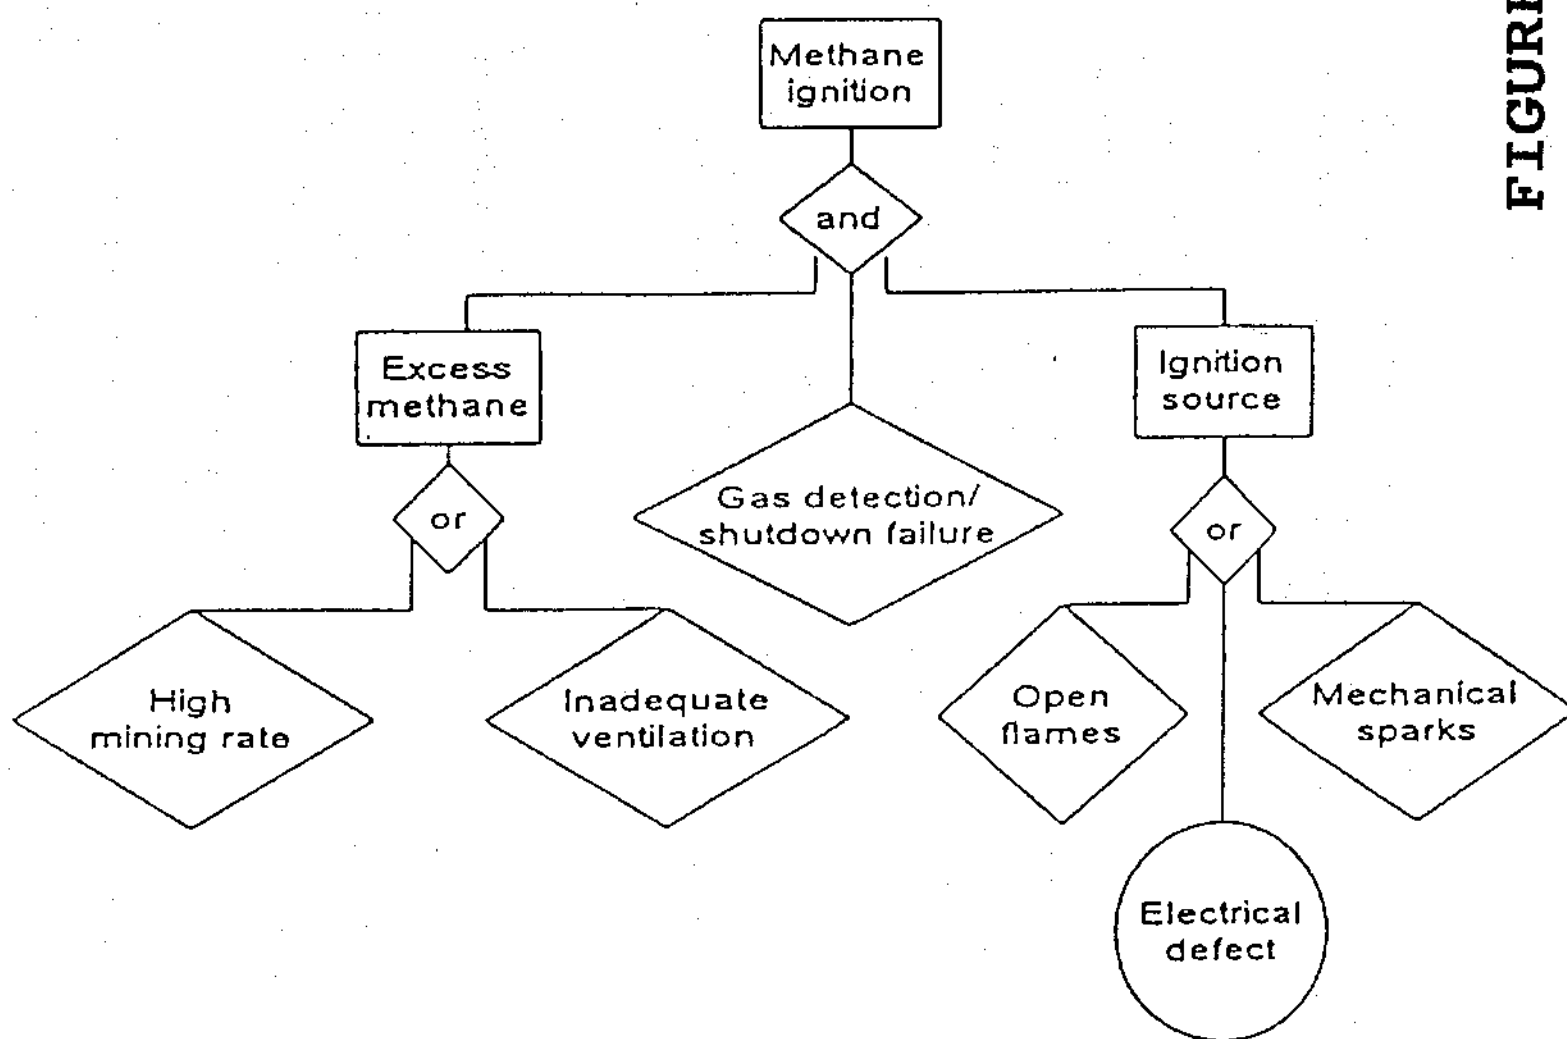 FIGURE
Methane
ignition
and
Excess
methane
Ignition
source
or
Gas detection/
shutdown failure
or
High
mining rate
Inadequate
ventilation
Open
flames
Mechanical
sparks
Electrical
defect